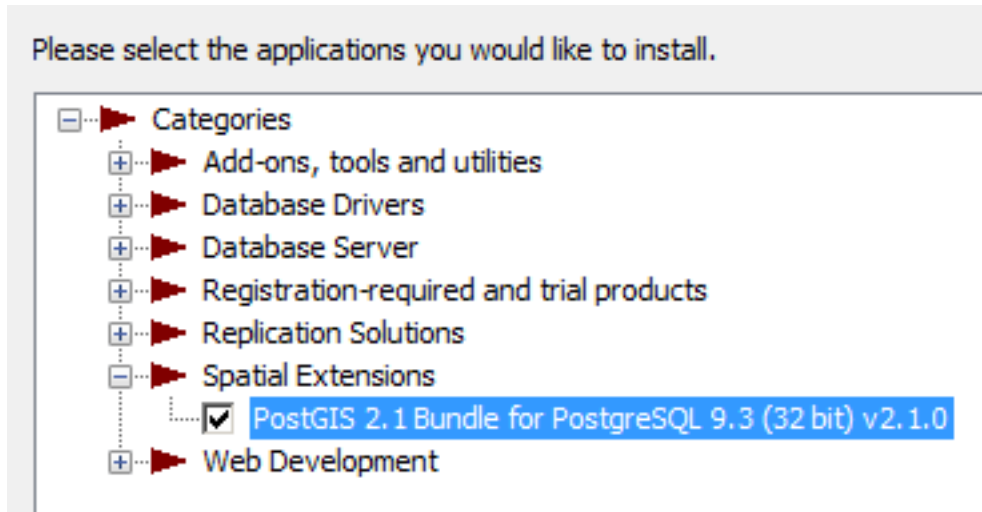 Please select the applications you would like to install.
Categories
Add-ons, tools and utilities
Database Drivers
Database Server
Registration-required and trial products
Replication Solutions
Spatial Extensions
PostGIS 2.1 Bundle for PostgreSQL 9.3 (32 bit) v2.1.0
Web Development